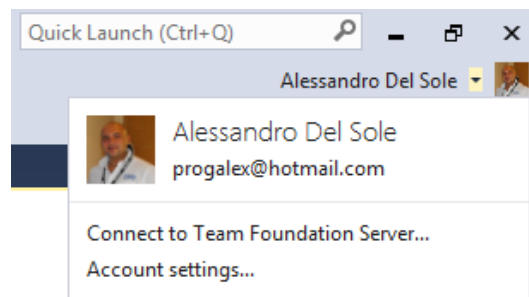 Quick Launch (Ctrl+Q)
Alessandro Del Sole
Alessandro Del Sole
progalex@hotmail.com
Connect to Team Foundation Server...
Account settings...